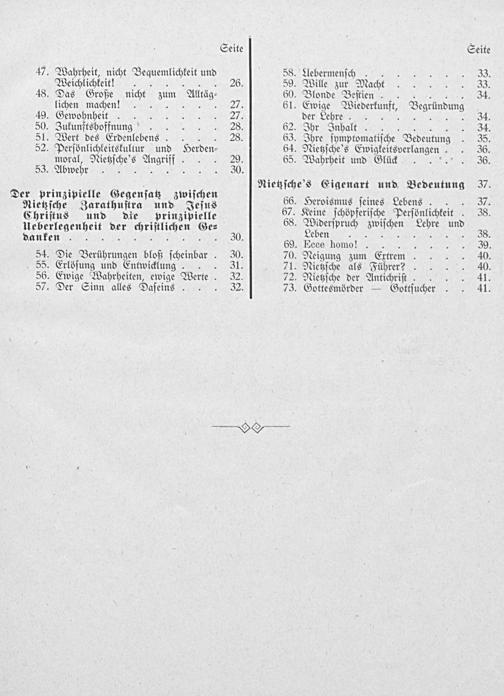 Seite
47. Wahrheit, nicht Bequemlichkeit und
Weichlichkeit! . . . . . . 26.
48. Das Große nicht zum Alltäg-
lichen machen! . . . . . . 27.
49. Gewohnheit . . . . . . 27.
50. Zukunftshoffnung . . . . . 28.
51. Wert des Erdenlebens . . . . 28.
52. Persönlichkeitskultur und Herden-
moral, Nietzsche's Angriff . . . 29.
53. Abwehr . . . . . . . . 30.
Der prinzipielle Gegensatz zwischen
Nietzsche Zarathustra und Jesus
Christus und die prinzipielle
Ueberlegenheit der christlichen Ge-
danken . . . . . . . . . 30.
54. Die Berührungen bloß scheinbar . 30.
55. Erlösung und Entwicklung . . . 31.
56. Ewige Wahrheiten, ewige Werte . 32.
57. Der Sinn alles Daseins . . . . 32.
Seite
58. Uebermensch . . . . . . . 33.
59. Wille zur Macht . . . . . 33.
60. Blonde Bestien . . . . . . 34.
61. Ewige Wiederkunft, Begründung
der Lehre . . . . . . . . 34.
62. Ihr Inhalt . . . . . . . 34.
63. Ihre symptomatische Bedeutung . 35.
64. Nietzsche's Ewigkeitsverlangen . . 36.
65. Wahrheit und Glück . . . . 36.
Nietzsche's Eigenart und Bedeutung 37.
66. Heroismus seines Lebens . . . 37.
67. Keine schöpferische Persönlichkeit . 38.
68. Widerspruch zwischen Lehre und
Leben . . . . . . . . . 38.
69. Ecce homo! . . . . . . . 39.
70. Neigung zum Extrem . . . . 40.
71. Nietzsche als Führer? . . . . 40.
72. Nietzsche der Antichrist . . . . 41.
73. Gottesmörder — Gottsucher . . 41.